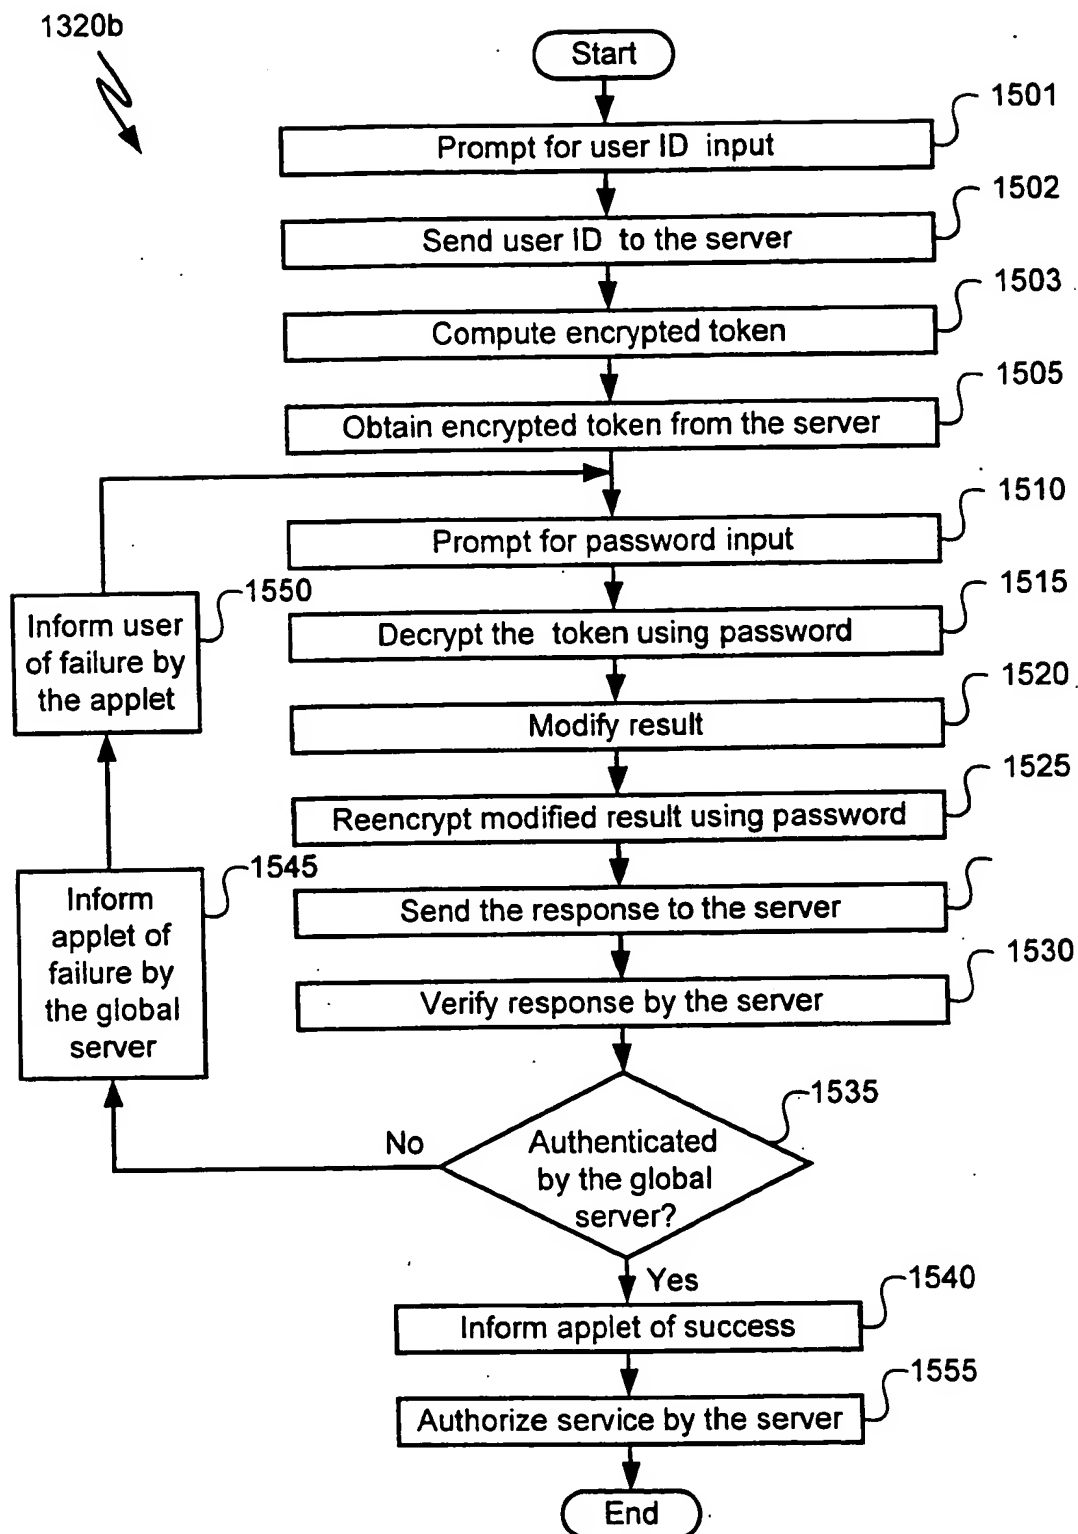 1320b
Start
1501
Prompt for user ID input
1502
Send user ID to the server
1503
Compute encrypted token
1505
Obtain encrypted token from the server
1510
Prompt for password input
1550
Inform user
of failure by
the applet
1515
Decrypt the token using password
1520
Modify result
1525
Reencrypt modified result using password
1545
Inform
applet of
failure by
the global
server
Send the response to the server
1530
Verify response by the server
1535
Authenticated
by the global
server?
No
Yes
1540
Inform applet of success
1555
Authorize service by the server
End